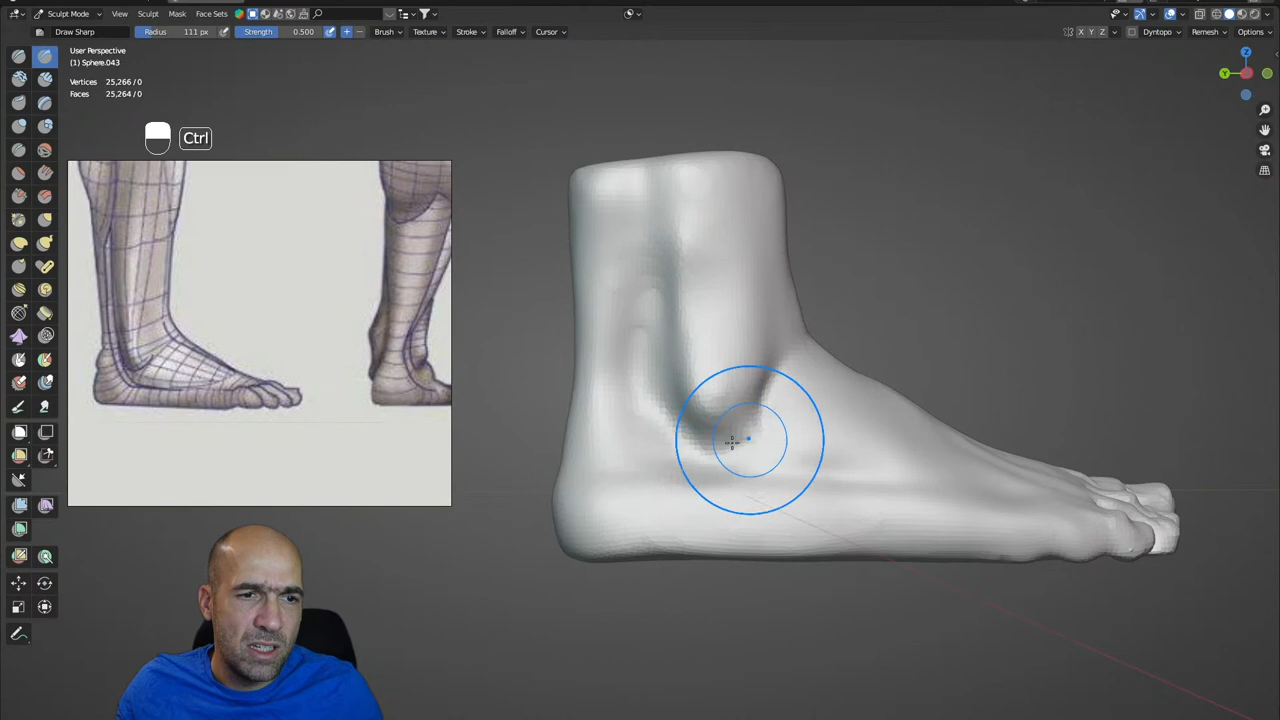 Sculpt Mode View Sculpt Mask Face Sets
Draw Sharp Radius 111 px Strength 0.500 Brush Texture Stroke Falloff Cursor X Y Z Dyntopo Remesh Options
User Perspective
(1) Sphere.043
Vertices 25,266 / 0
Faces 25,264 / 0
Ctrl
Z
Y